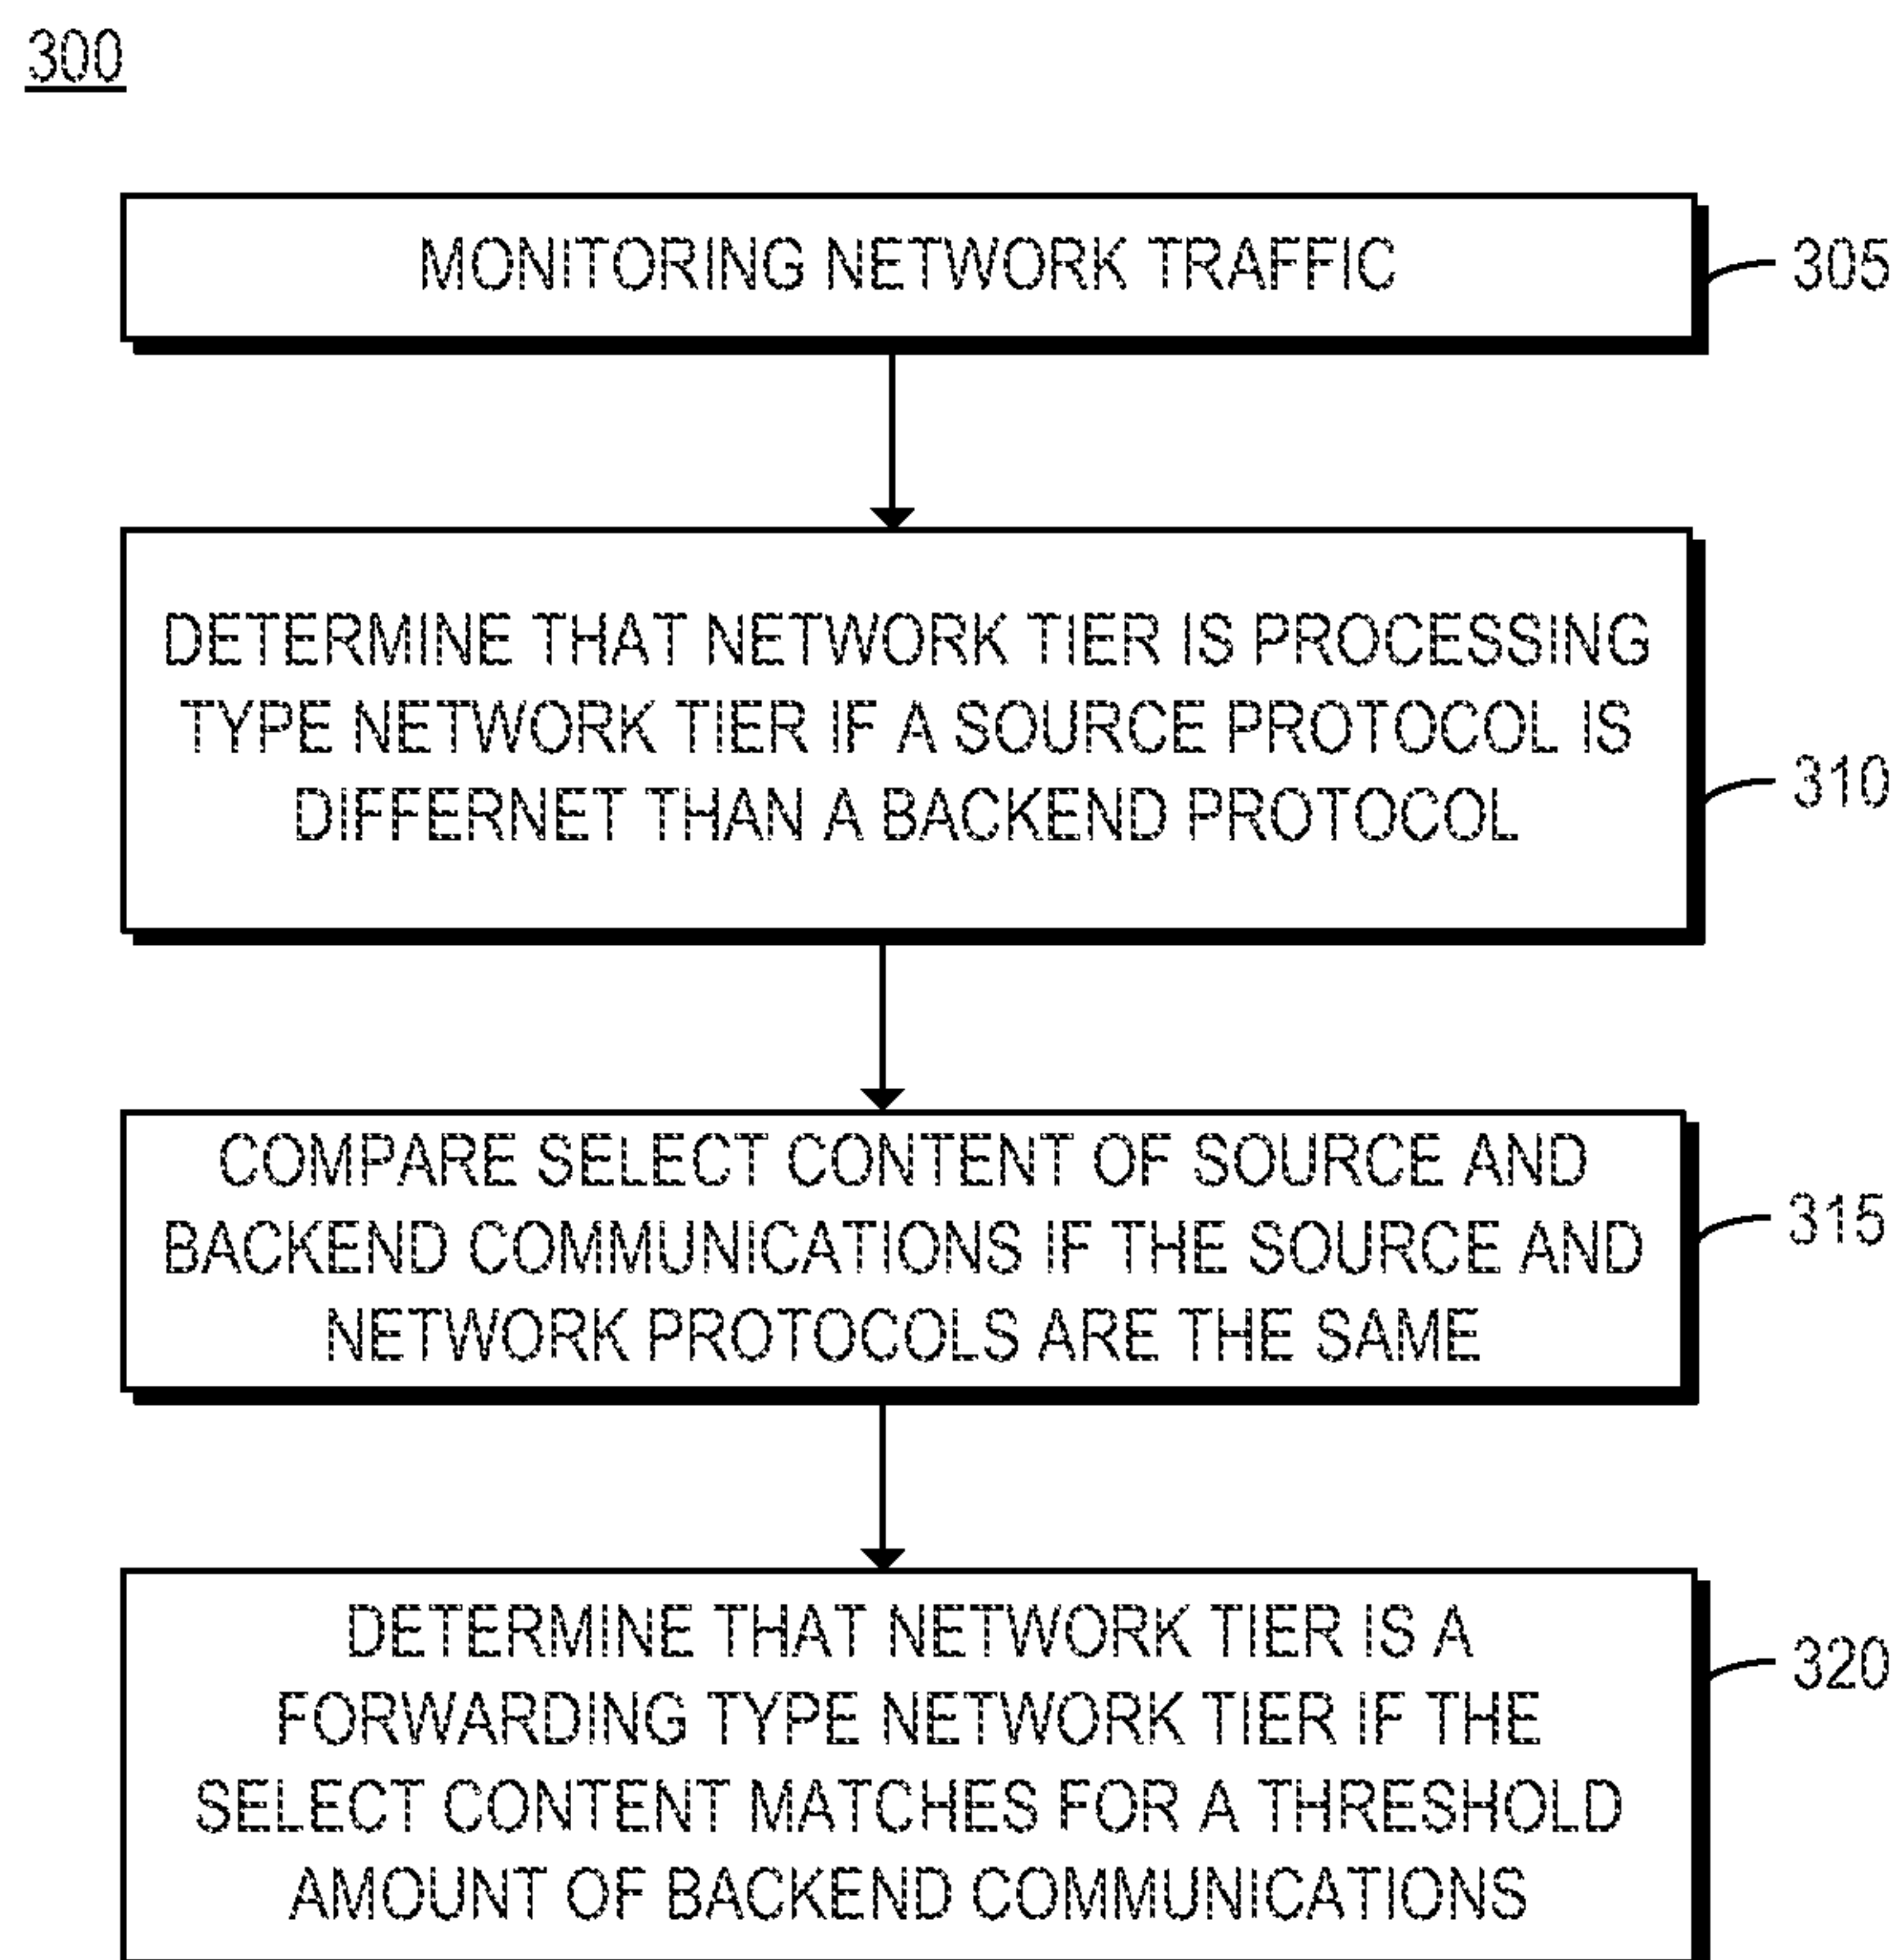 300
MONITORING NETWORK TRAFFIC
305
DETERMINE THAT NETWORK TIER IS PROCESSING
TYPE NETWORK TIER IF A SOURCE PROTOCOL IS
DIFFERNET THAN A BACKEND PROTOCOL
310
COMPARE SELECT CONTENT OF SOURCE AND
BACKEND COMMUNICATIONS IF THE SOURCE AND
NETWORK PROTOCOLS ARE THE SAME
315
DETERMINE THAT NETWORK TIER IS A
FORWARDING TYPE NETWORK TIER IF THE
SELECT CONTENT MATCHES FOR A THRESHOLD
AMOUNT OF BACKEND COMMUNICATIONS
320